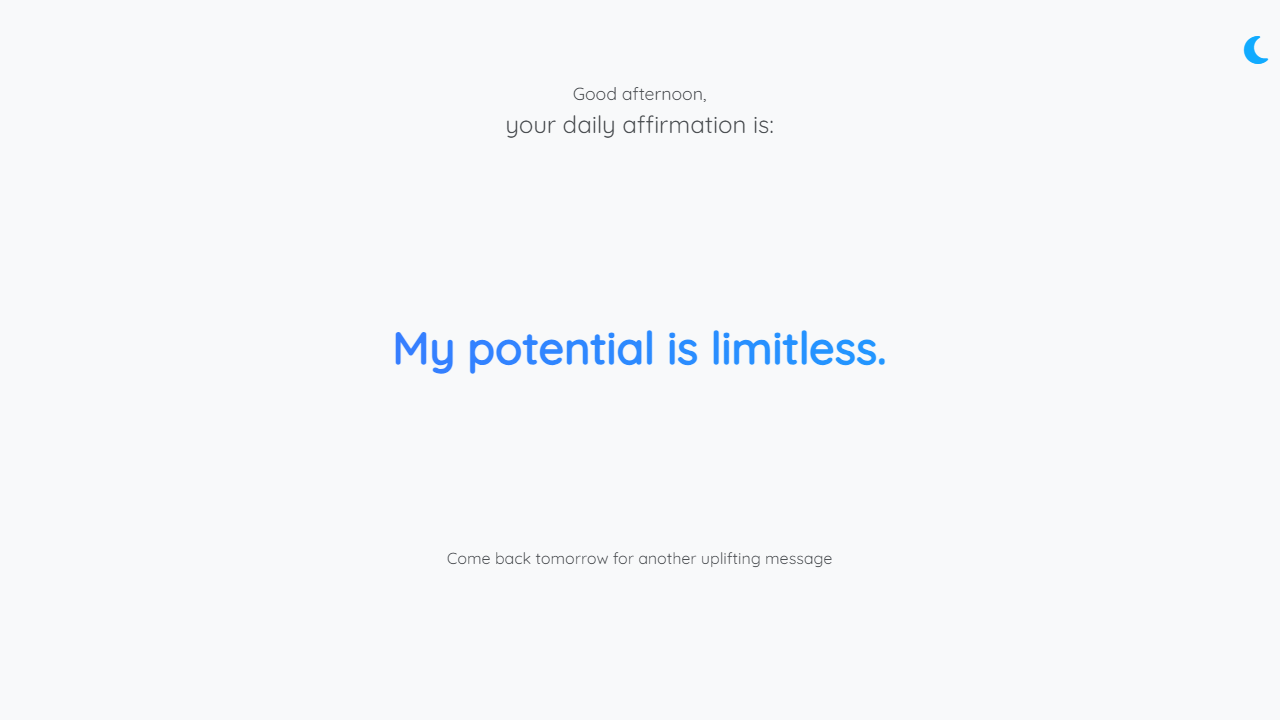 Good afternoon,
your daily affirmation is:
My potential is limitless.
Come back tomorrow for another uplifting message